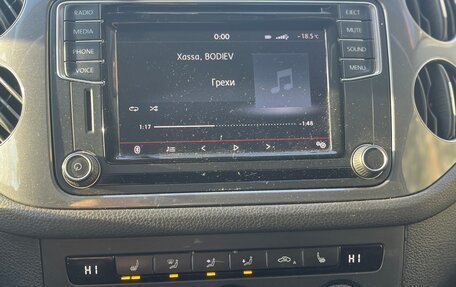 RADIO
MEDIA
PHONE
VOICE
EJECT
MUTE
SOUND
MENU
0:00
-18.5°C
Xassa, BODIEV
Грехи
1:17
-1:48
HI
HI